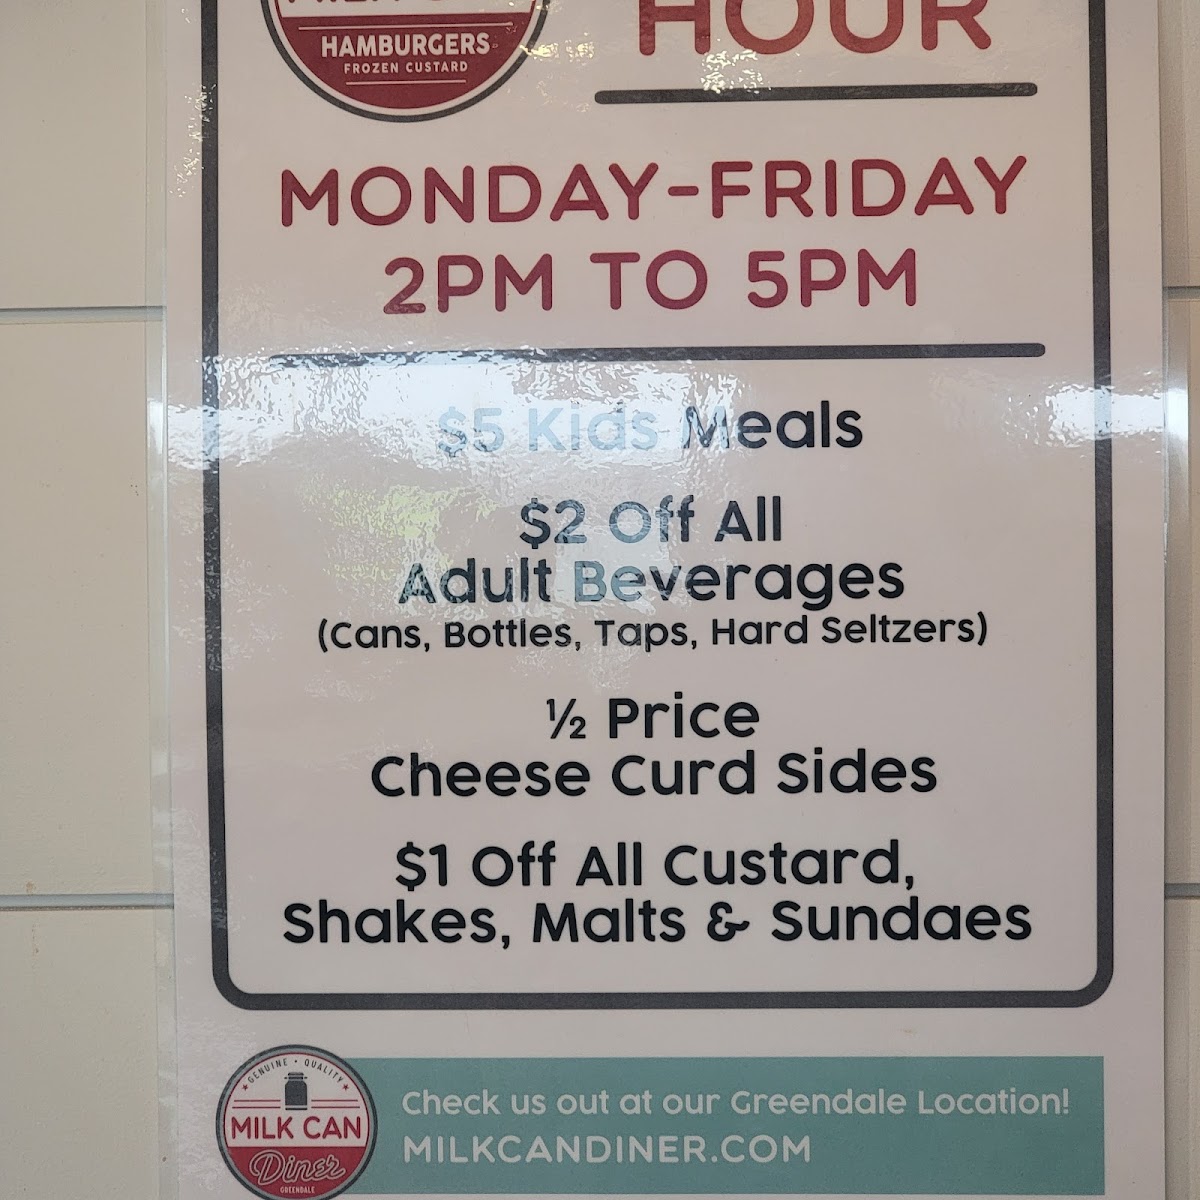 HAMBURGERS
FROZEN CUSTARD
HOUR
MONDAY-FRIDAY
2PM TO 5PM
$5 Kids Meals
$2 Off All
Adult Beverages
(Cans, Bottles, Taps, Hard Seltzers)
½ Price
Cheese Curd Sides
$1 Off All Custard,
Shakes, Malts & Sundaes
GENUINE • QUALITY
MILK CAN
Diner
GREENDALE
Check us out at our Greendale Location!
MILKCANDINER.COM